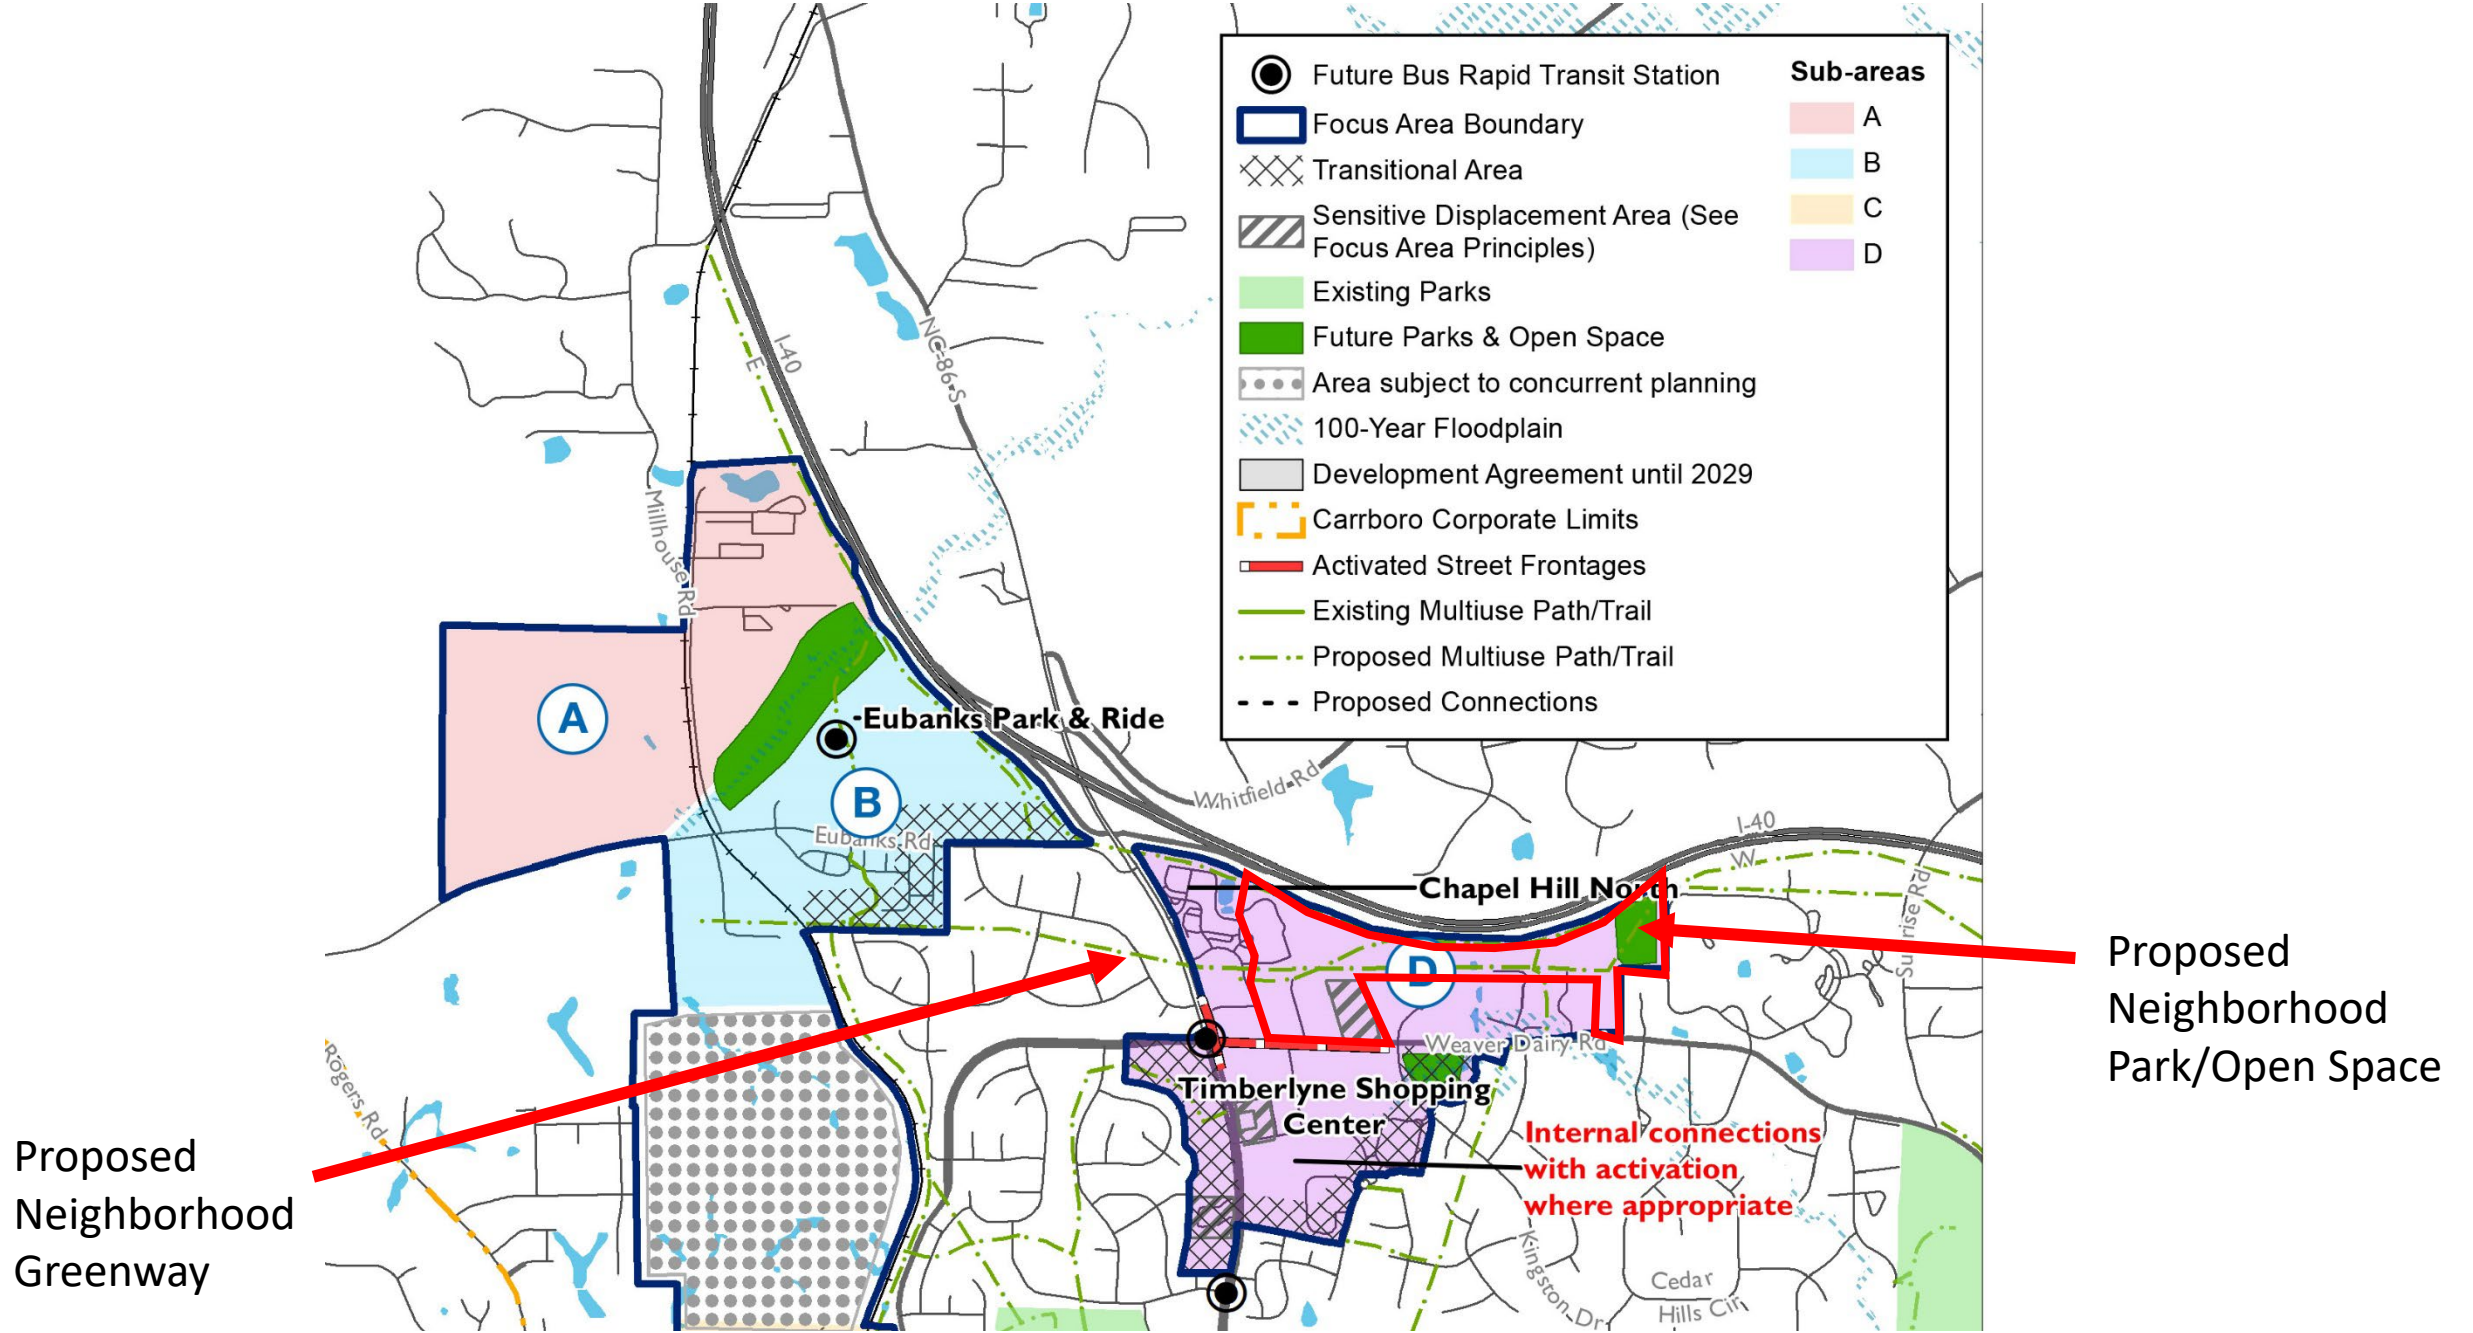 Future Bus Rapid Transit Station
Focus Area Boundary
Transitional Area
Sensitive Displacement Area (See
Focus Area Principles)
Existing Parks
Future Parks & Open Space
Area subject to concurrent planning
100-Year Floodplain
Development Agreement until 2029
Carrboro Corporate Limits
Activated Street Frontages
Existing Multiuse Path/Trail
Proposed Multiuse Path/Trail
Proposed Connections
Sub-areas
A
B
C
D
I-40
E
NC-86 S
Millhouse Rd
A
Eubanks Park & Ride
B
Eubanks Rd
Whitfield Rd
I-40
W
Chapel Hill North
Sunrise Rd
D
Proposed
Neighborhood
Park/Open Space
Weaver Dairy Rd
Rogers Rd
Timberlyne Shopping
Center
Internal connections
with activation
where appropriate
Proposed
Neighborhood
Greenway
Kingston Dr
Cedar
Hills Cir